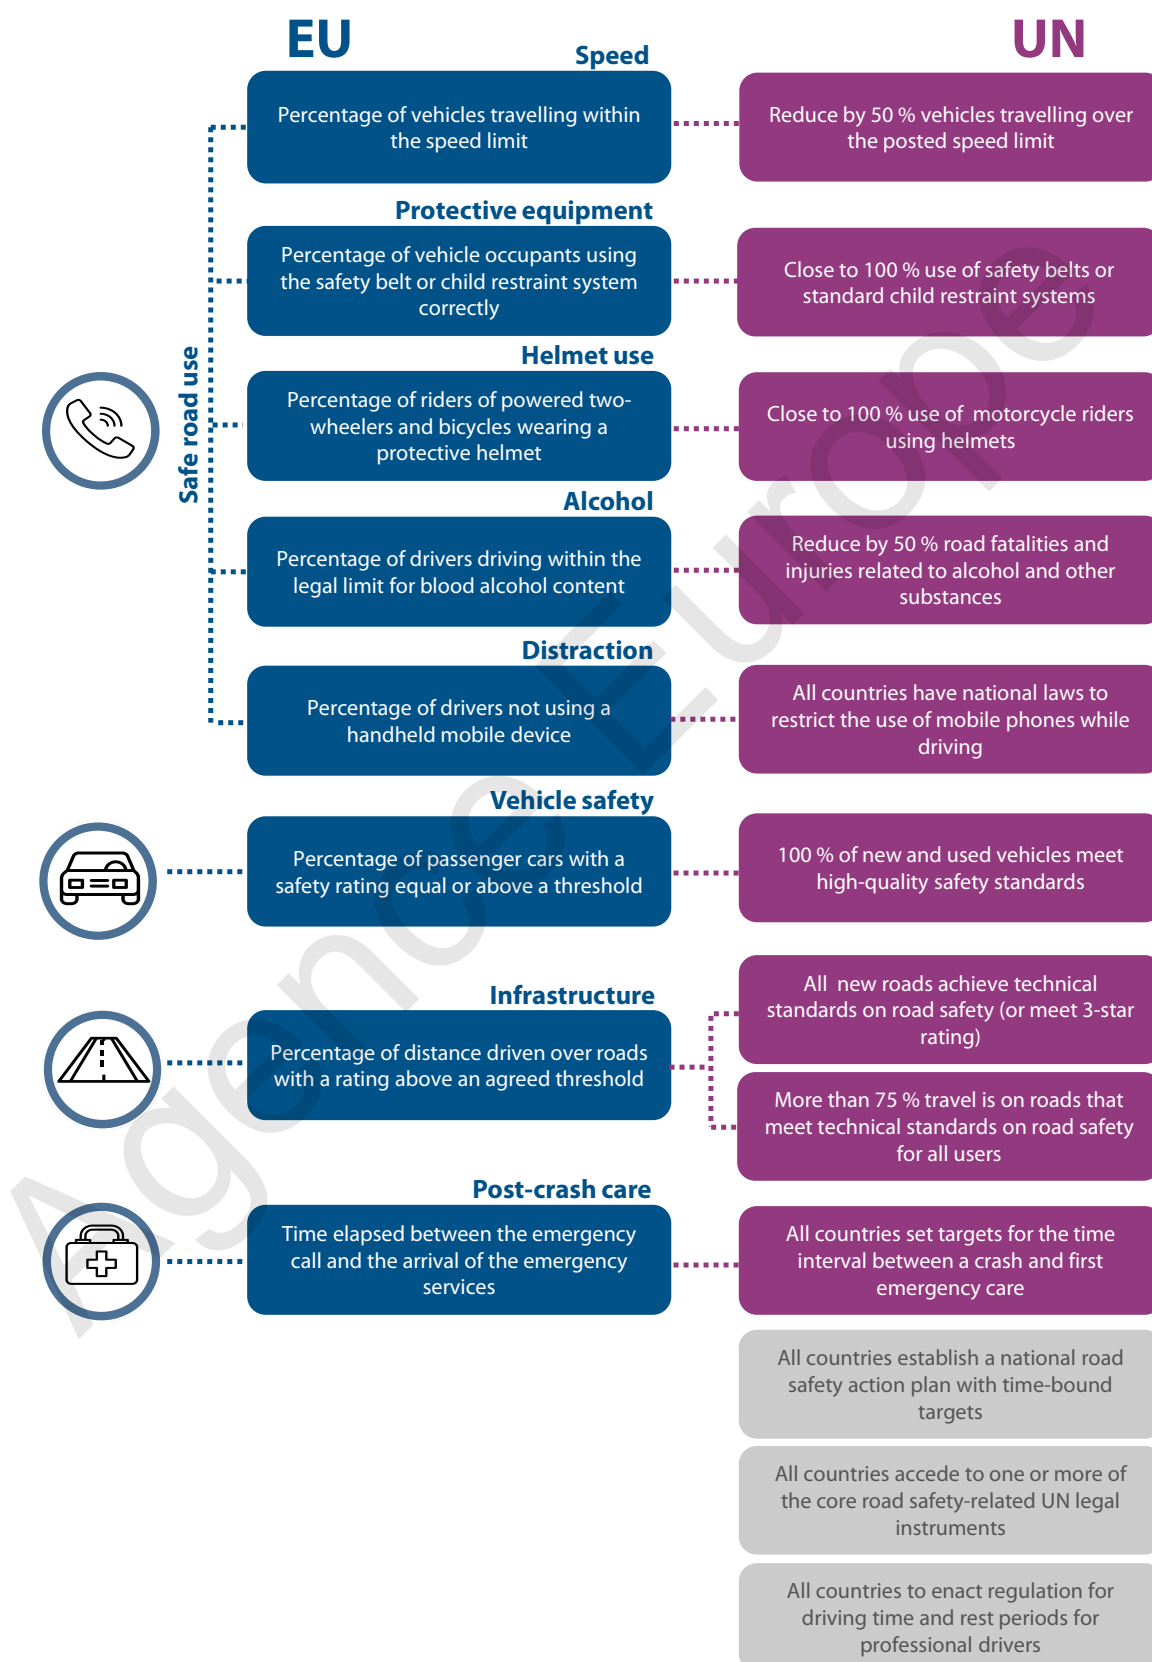 EU
UN
Speed
Percentage of vehicles travelling within
the speed limit
Reduce by 50 % vehicles travelling over
the posted speed limit
Protective equipment
Percentage of vehicle occupants using
the safety belt or child restraint system
correctly
Close to 100 % use of safety belts or
standard child restraint systems
Safe road use
Helmet use
Percentage of riders of powered two-
wheelers and bicycles wearing a
protective helmet
Close to 100 % use of motorcycle riders
using helmets
Alcohol
Percentage of drivers driving within the
legal limit for blood alcohol content
Reduce by 50 % road fatalities and
injuries related to alcohol and other
substances
Distraction
Percentage of drivers not using a
handheld mobile device
All countries have national laws to
restrict the use of mobile phones while
driving
Vehicle safety
Percentage of passenger cars with a
safety rating equal or above a threshold
100 % of new and used vehicles meet
high-quality safety standards
Infrastructure
Percentage of distance driven over roads
with a rating above an agreed threshold
All new roads achieve technical
standards on road safety (or meet 3-star
rating)
More than 75 % travel is on roads that
meet technical standards on road safety
for all users
Post-crash care
Time elapsed between the emergency
call and the arrival of the emergency
services
All countries set targets for the time
interval between a crash and first
emergency care
All countries establish a national road
safety action plan with time-bound
targets
All countries accede to one or more of
the core road safety-related UN legal
instruments
All countries to enact regulation for
driving time and rest periods for
professional drivers
Agence Europe